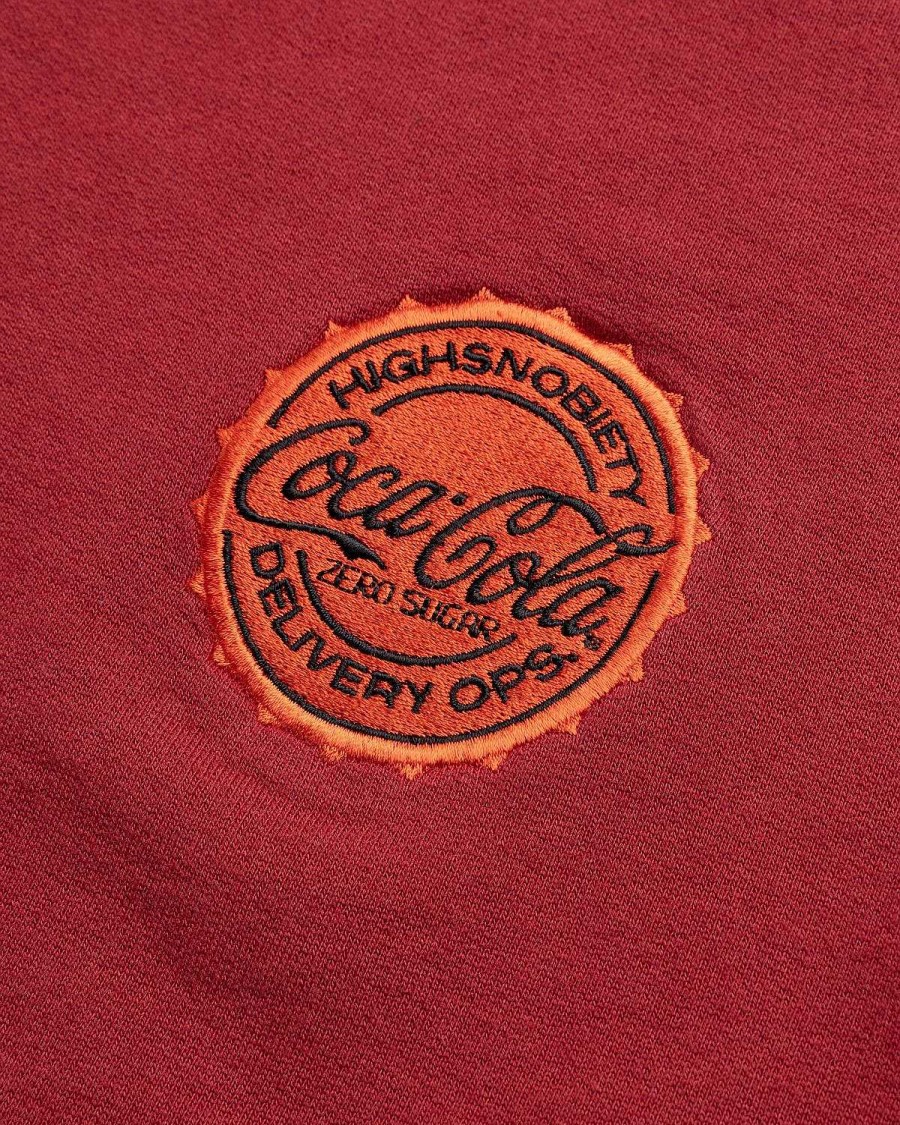 HIGHSNOBIETY
Coca-Cola
ZERO SUGAR
DELIVERY OPS.